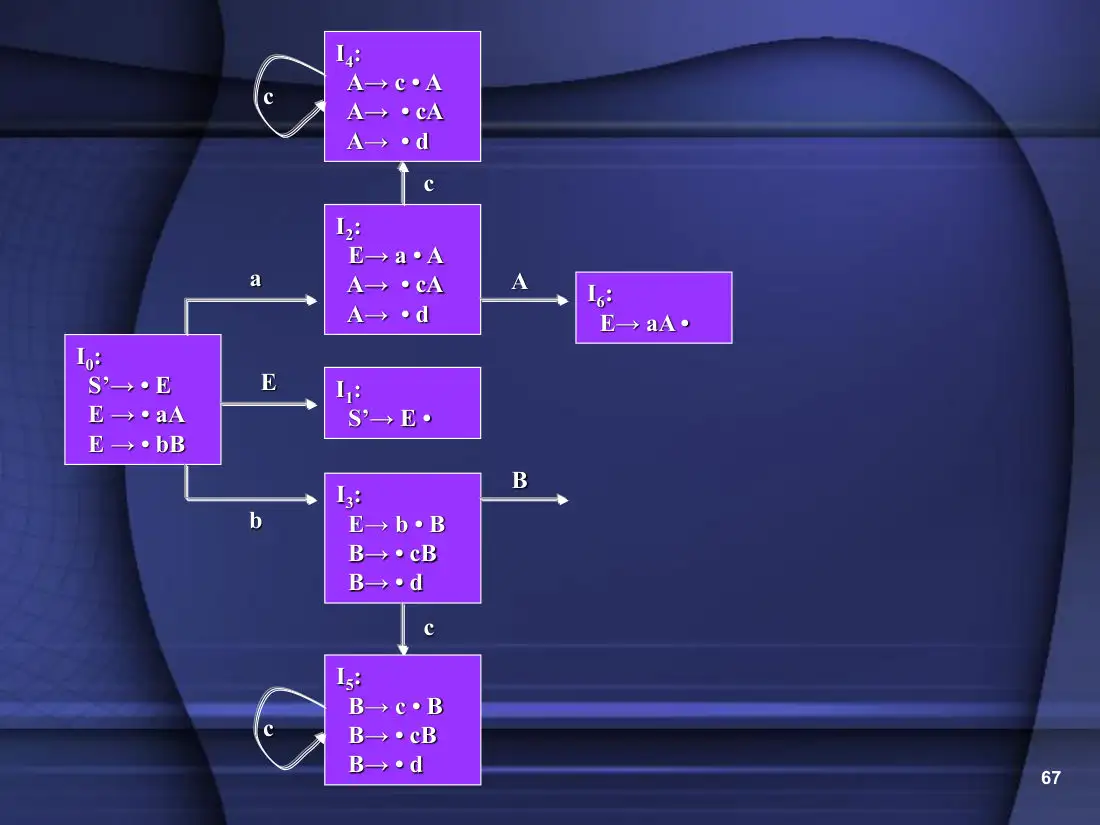 I4:
A→ c • A
A→ • cA
A→ • d
c
c
I2:
E→ a • A
A→ • cA
A→ • d
a
A
I6:
E→ aA •
I0:
S’→ • E
E → • aA
E → • bB
E
I1:
S’→ E •
b
I3:
E→ b • B
B→ • cB
B→ • d
B
c
I5:
B→ c • B
B→ • cB
B→ • d
c
67